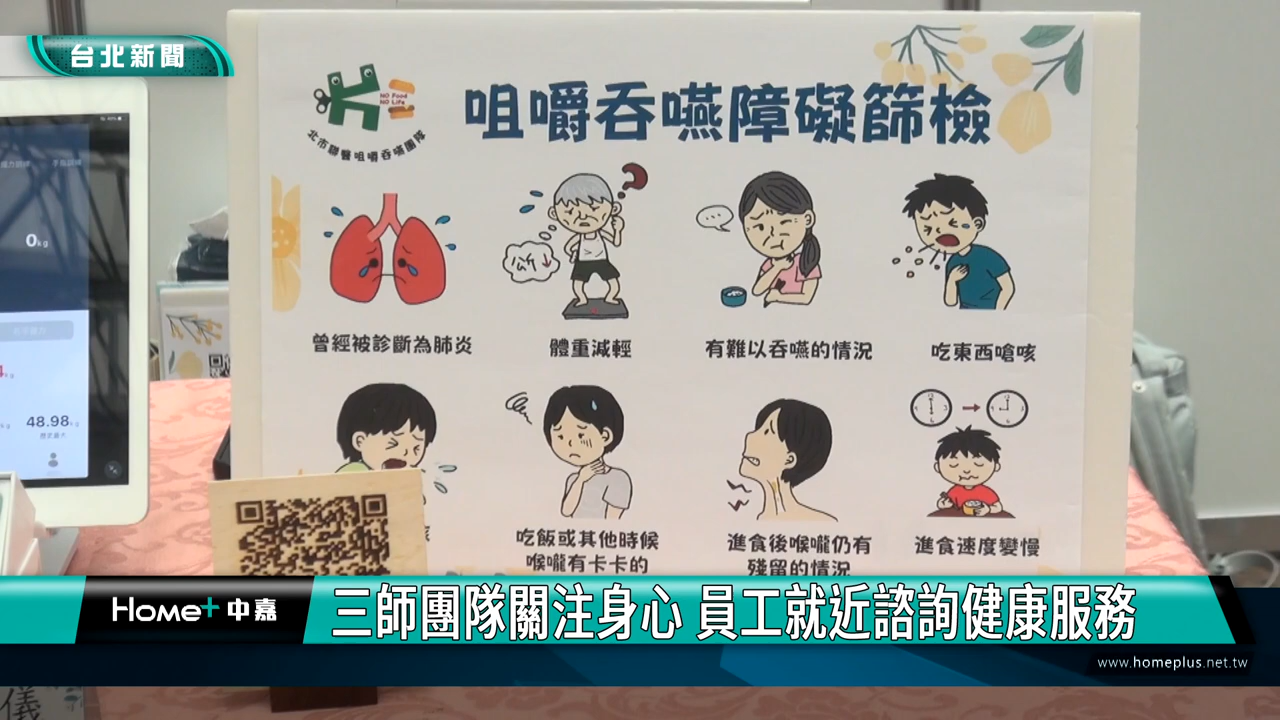 台北新聞
咀嚼吞嚥障礙篩檢
NO Food
NO Life
北市聯醫咀嚼吞嚥團隊
公斤↓
曾經被診斷為肺炎
體重減輕
有難以吞嚥的情況
吃東西嗆咳
吃飯或其他時候
喉嚨有卡卡的
進食後喉嚨仍有
殘留的情況
進食速度變慢
0kg
48.98kg
Home+中嘉
三師團隊關注身心 員工就近諮詢健康服務
www.homeplus.net.tw
儀